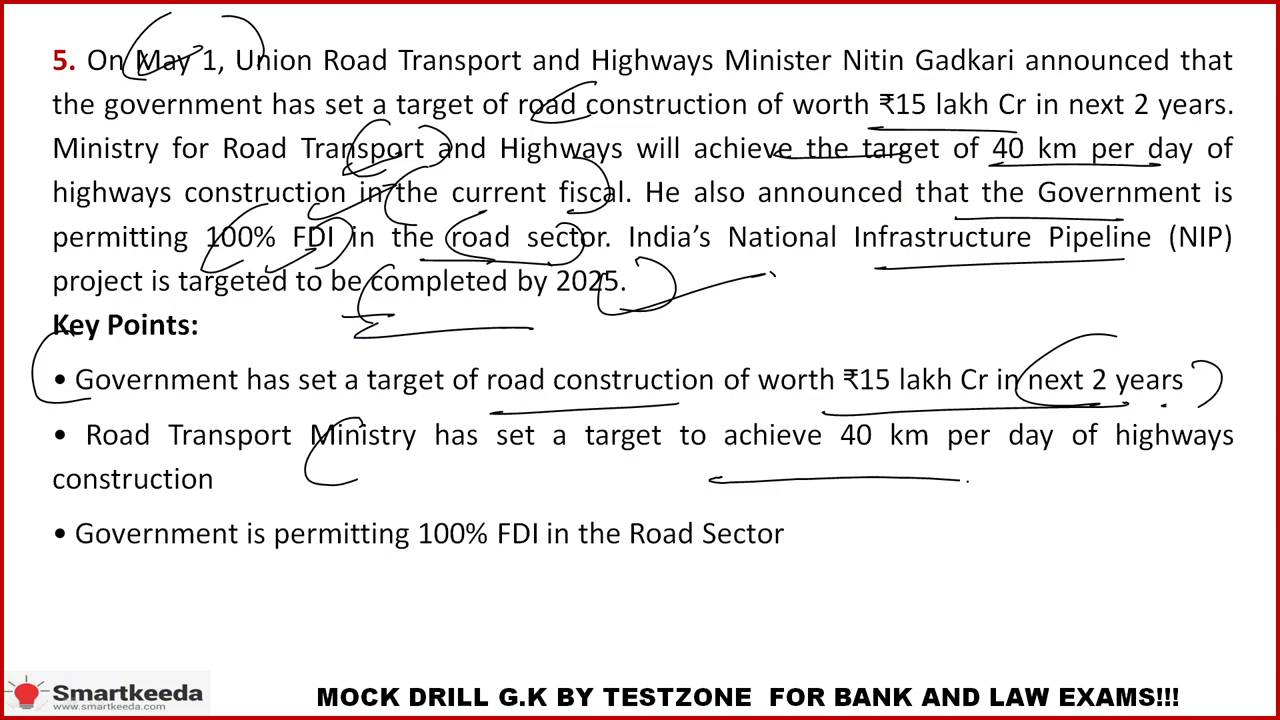 5. On May 1, Union Road Transport and Highways Minister Nitin Gadkari announced that
the government has set a target of road construction of worth ₹15 lakh Cr in next 2 years.
Ministry for Road Transport and Highways will achieve the target of 40 km per day of
highways construction in the current fiscal. He also announced that the Government is
permitting 100% FDI in the road sector. India’s National Infrastructure Pipeline (NIP)
project is targeted to be completed by 2025.
Key Points:
• Government has set a target of road construction of worth ₹15 lakh Cr in next 2 years
• Road Transport Ministry has set a target to achieve 40 km per day of highways
construction
• Government is permitting 100% FDI in the Road Sector
Smartkeeda
www.smartkeeda.com
MOCK DRILL G.K BY TESTZONE FOR BANK AND LAW EXAMS!!!